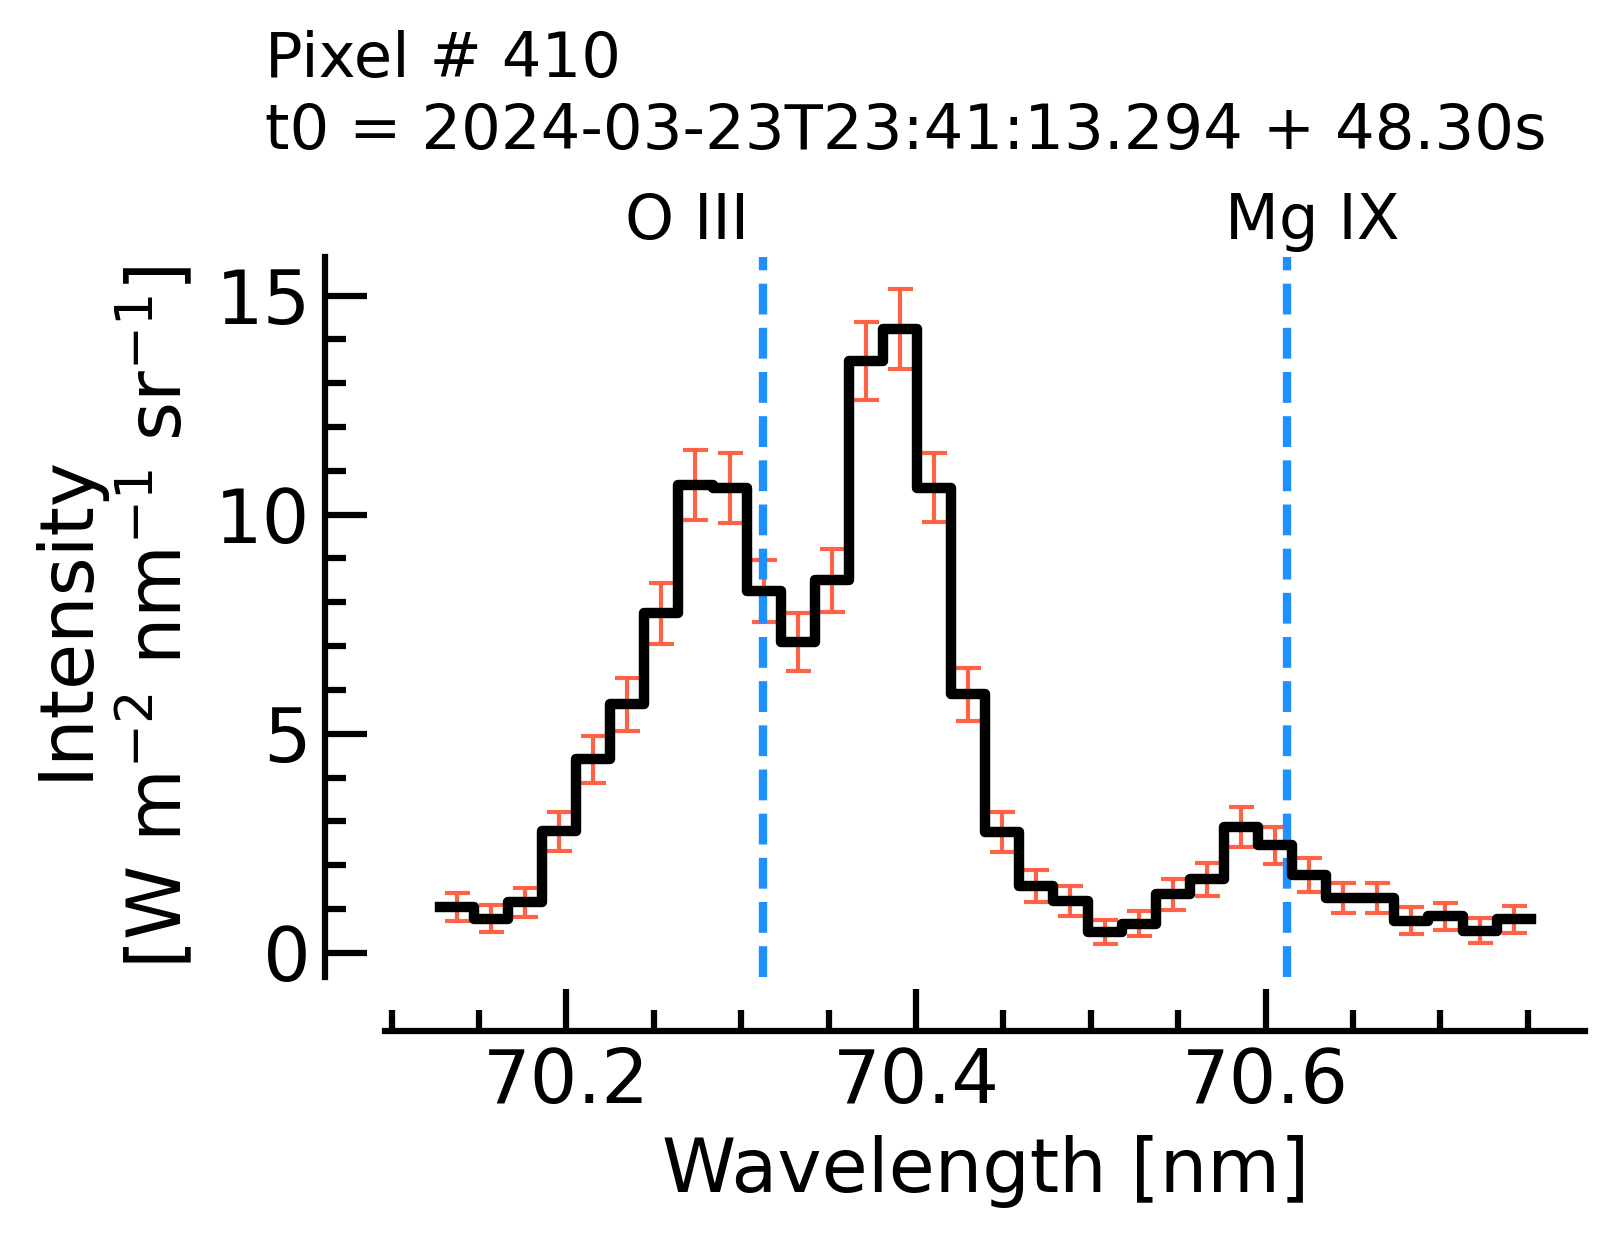 Pixel # 410
t0 = 2024-03-23T23:41:13.294 + 48.30s
O III
Mg IX
Intensity
[W m⁻² nm⁻¹ sr⁻¹]
15
10
5
0
70.2 70.4 70.6
Wavelength [nm]